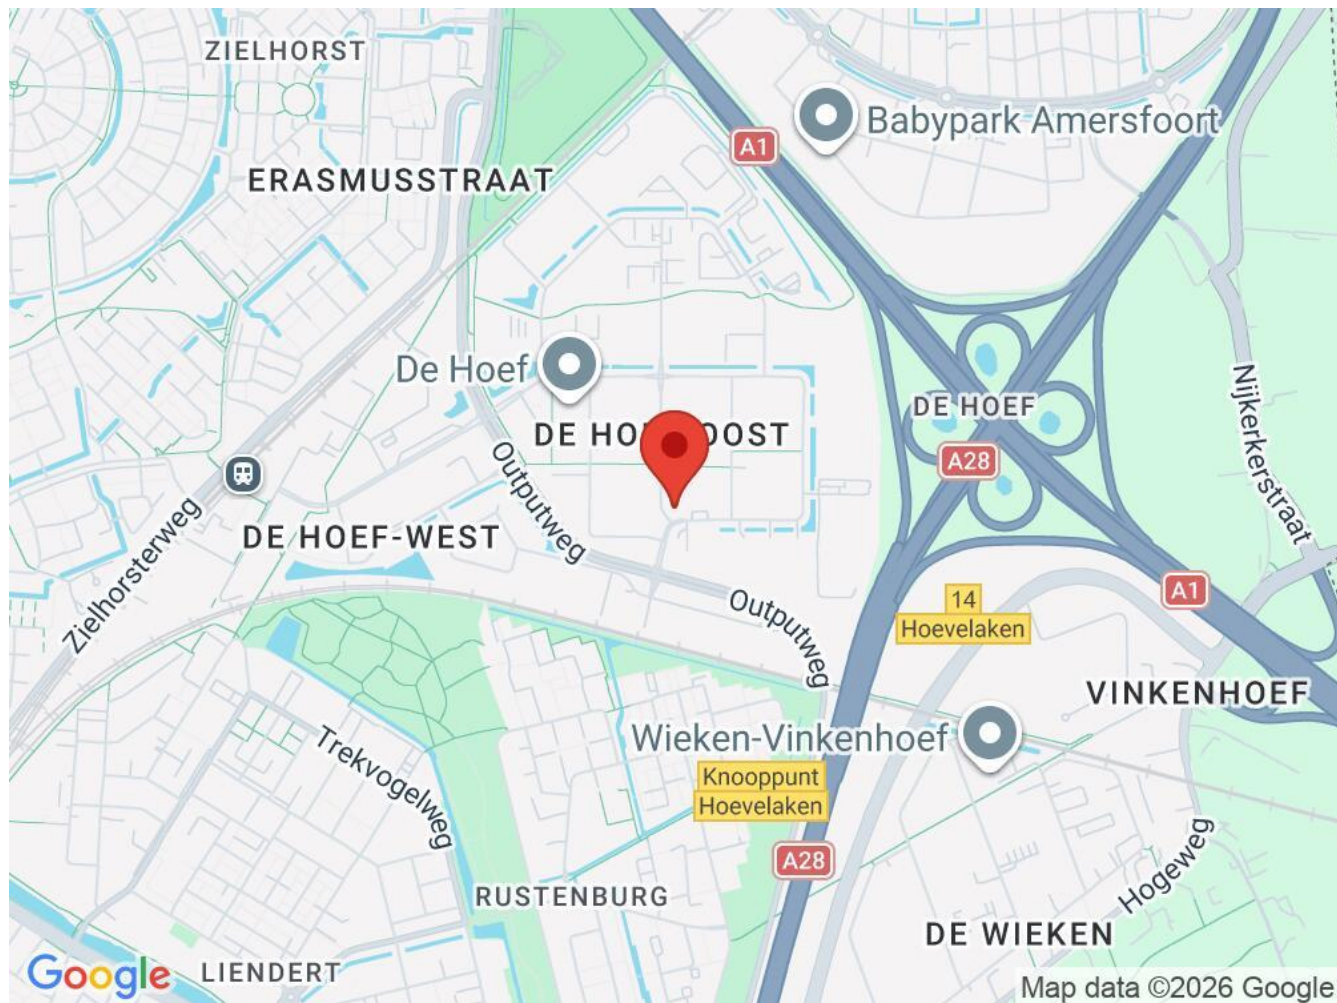 ZIELHORST
Babypark Amersfoort
A1
ERASMUSSTRAAT
De Hoef
Nijkerkerstraat
DE HOEF
DE HO OOST
A28
Outputweg
Zielhorsterweg
DE HOEF-WEST
A1
14
Hoevelaken
Outputweg
VINKENHOEF
Wieken-Vinkenhoef
Trekvogelweg
Knooppunt
Hoevelaken
A28
Hogeweg
RUSTENBURG
DE WIEKEN
Google
LIENDERT
Map data ©2026 Google